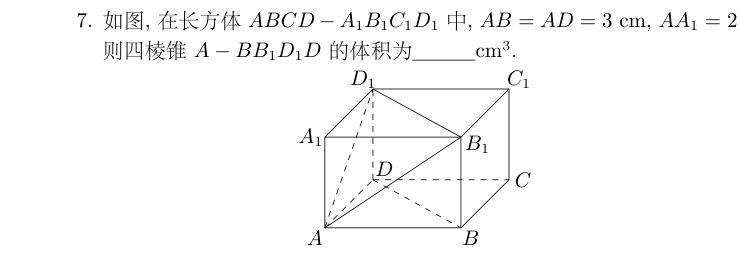 7. 如图, 在长方体 ABCD − A₁B₁C₁D₁ 中, AB = AD = 3 cm, AA₁ = 2
则四棱锥 A − BB₁D₁D 的体积为______cm³.
D₁ C₁
A₁ B₁
D C
A B